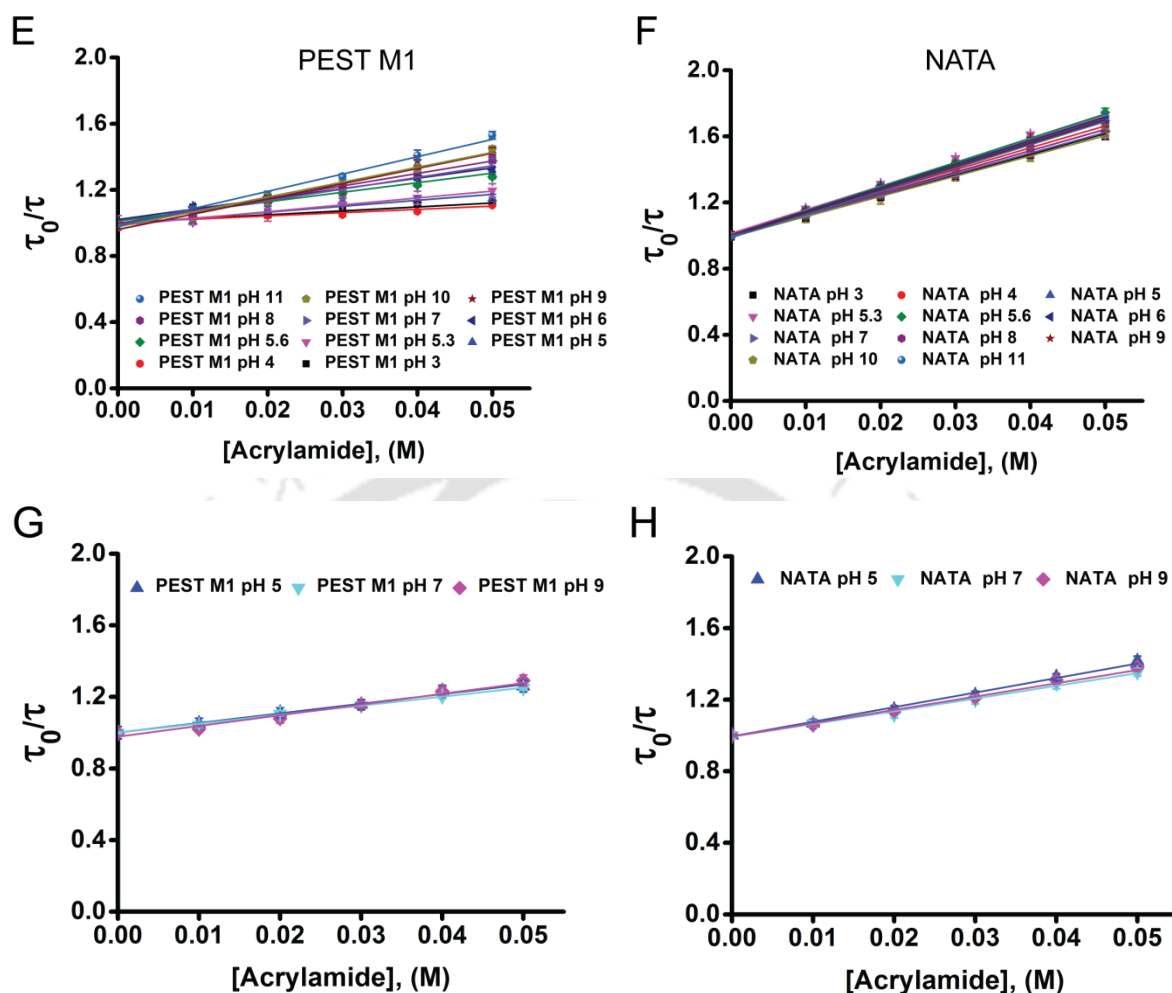 E
PEST M1
2.0
1.6
1.2
0.8
0.4
0.0
τ0/τ
PEST M1 pH 11 PEST M1 pH 10 PEST M1 pH 9
PEST M1 pH 8 PEST M1 pH 7 PEST M1 pH 6
PEST M1 pH 5.6 PEST M1 pH 5.3 PEST M1 pH 5
PEST M1 pH 4 PEST M1 pH 3
0.00 0.01 0.02 0.03 0.04 0.05
[Acrylamide], (M)
F
NATA
2.0
1.6
1.2
0.8
0.4
0.0
τ0/τ
NATA pH 3 NATA pH 4 NATA pH 5
NATA pH 5.3 NATA pH 5.6 NATA pH 6
NATA pH 7 NATA pH 8 NATA pH 9
NATA pH 10 NATA pH 11
0.00 0.01 0.02 0.03 0.04 0.05
[Acrylamide], (M)
G
2.0
1.6
1.2
0.8
0.4
0.0
τ0/τ
PEST M1 pH 5 PEST M1 pH 7 PEST M1 pH 9
0.00 0.01 0.02 0.03 0.04 0.05
[Acrylamide], (M)
H
2.0
1.6
1.2
0.8
0.4
0.0
τ0/τ
NATA pH 5 NATA pH 7 NATA pH 9
0.00 0.01 0.02 0.03 0.04 0.05
[Acrylamide], (M)